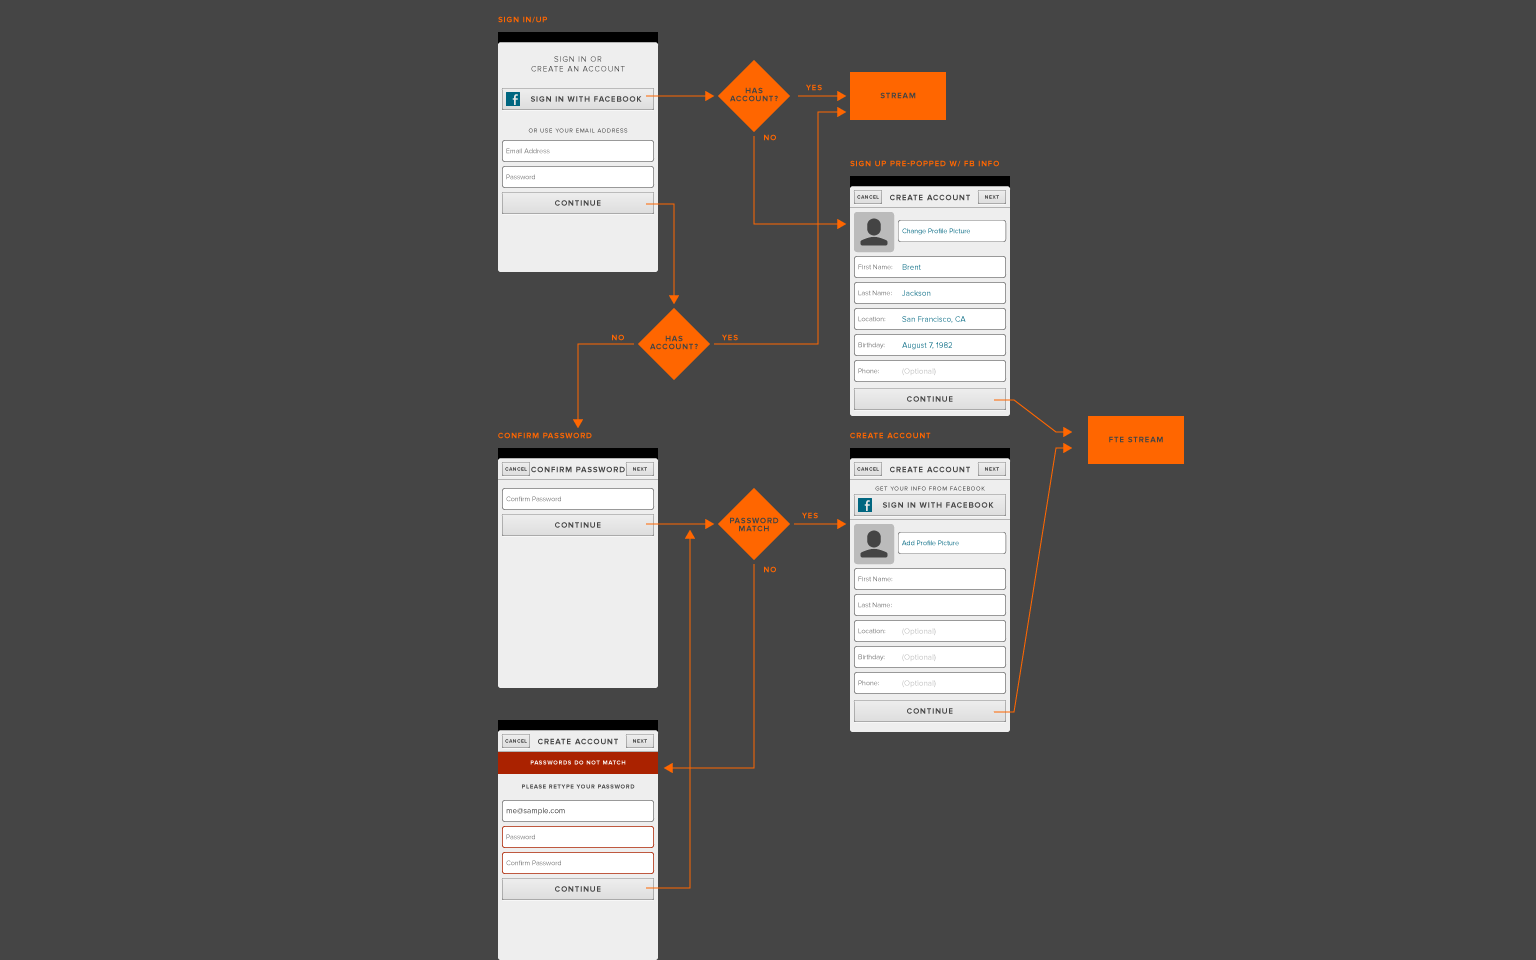 SIGN IN/UP
SIGN IN OR
CREATE AN ACCOUNT
SIGN IN WITH FACEBOOK
OR USE YOUR EMAIL ADDRESS
Email Address
Password
CONTINUE
HAS
ACCOUNT?
YES
NO
STREAM
SIGN UP PRE-POPPED W/ FB INFO
CANCEL
CREATE ACCOUNT
NEXT
Change Profile Picture
First Name: Brent
Last Name: Jackson
Location: San Francisco, CA
Birthday: August 7, 1982
Phone: (Optional)
CONTINUE
NO
HAS
ACCOUNT?
YES
FTE STREAM
CONFIRM PASSWORD
CANCEL
CONFIRM PASSWORD
NEXT
Confirm Password
CONTINUE
PASSWORD
MATCH
YES
NO
CREATE ACCOUNT
CANCEL
CREATE ACCOUNT
NEXT
GET YOUR INFO FROM FACEBOOK
SIGN IN WITH FACEBOOK
Add Profile Picture
First Name:
Last Name:
Location: (Optional)
Birthday: (Optional)
Phone: (Optional)
CONTINUE
CANCEL
CREATE ACCOUNT
NEXT
PASSWORDS DO NOT MATCH
PLEASE RETYPE YOUR PASSWORD
me@sample.com
Password
Confirm Password
CONTINUE